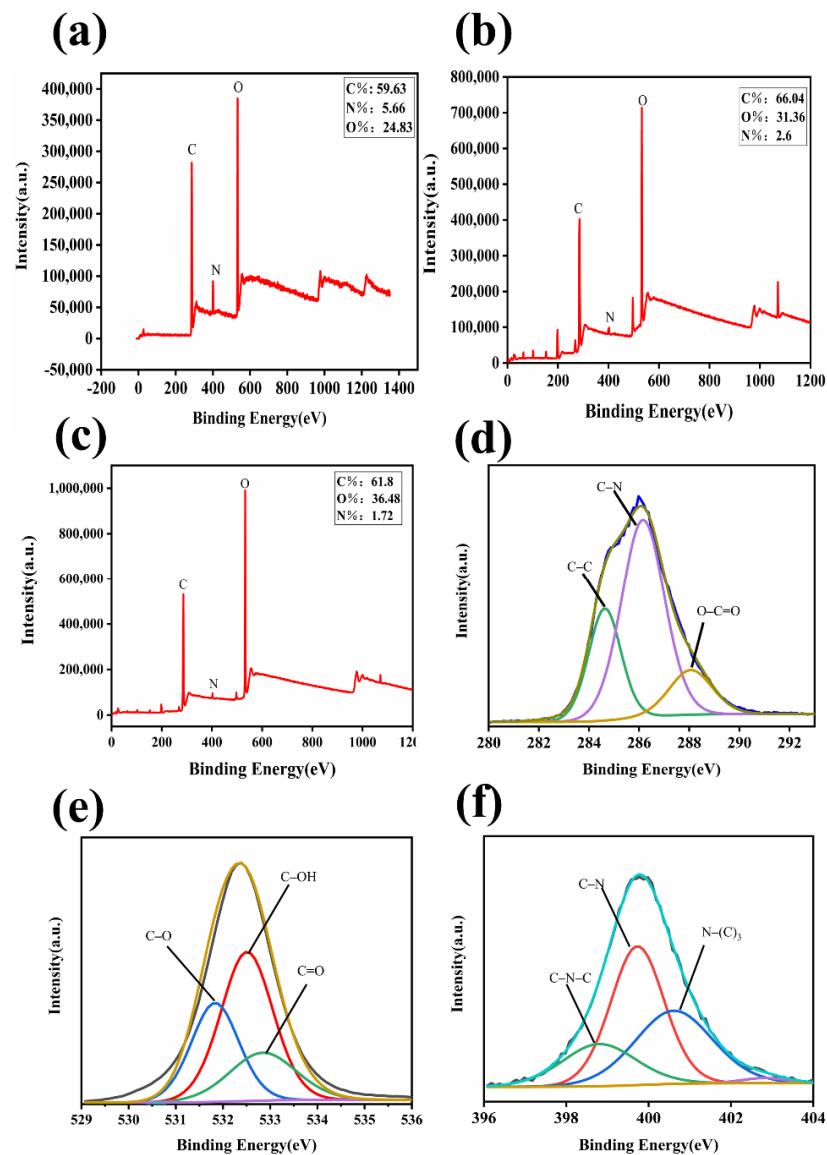 (a)
400,000
350,000
300,000
250,000
200,000
150,000
100,000
50,000
0
-50,000
Intensity(a.u.)
C
N
O
C%: 59.63
N%: 5.66
O%: 24.83
-200 0 200 400 600 800 1000 1200 1400
Binding Energy(eV)
(b)
800,000
700,000
600,000
500,000
400,000
300,000
200,000
100,000
0
Intensity(a.u.)
C
N
O
C%: 66.04
O%: 31.36
N%: 2.6
0 200 400 600 800 1000 1200
Binding Energy(eV)
(c)
1,000,000
800,000
600,000
400,000
200,000
0
Intensity(a.u.)
C
N
O
C%: 61.8
O%: 36.48
N%: 1.72
0 200 400 600 800 1000 1200
Binding Energy(eV)
(d)
Intensity(a.u.)
C–N
C–C
O–C=O
280 282 284 286 288 290 292
Binding Energy(eV)
(e)
Intensity(a.u.)
C–OH
C–O
C=O
529 530 531 532 533 534 535 536
Binding Energy(eV)
(f)
Intensity(a.u.)
C–N
N–(C)3
C–N–C
396 398 400 402 404
Binding Energy(eV)